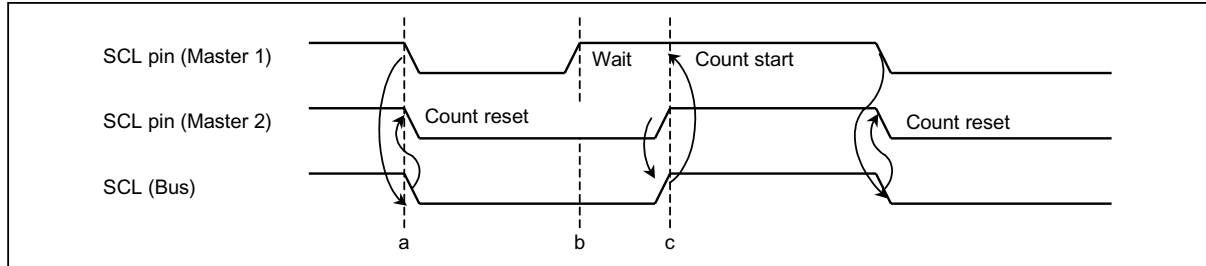 SCL pin (Master 1)
Wait
Count start
SCL pin (Master 2)
Count reset
Count reset
SCL (Bus)
a
b
c